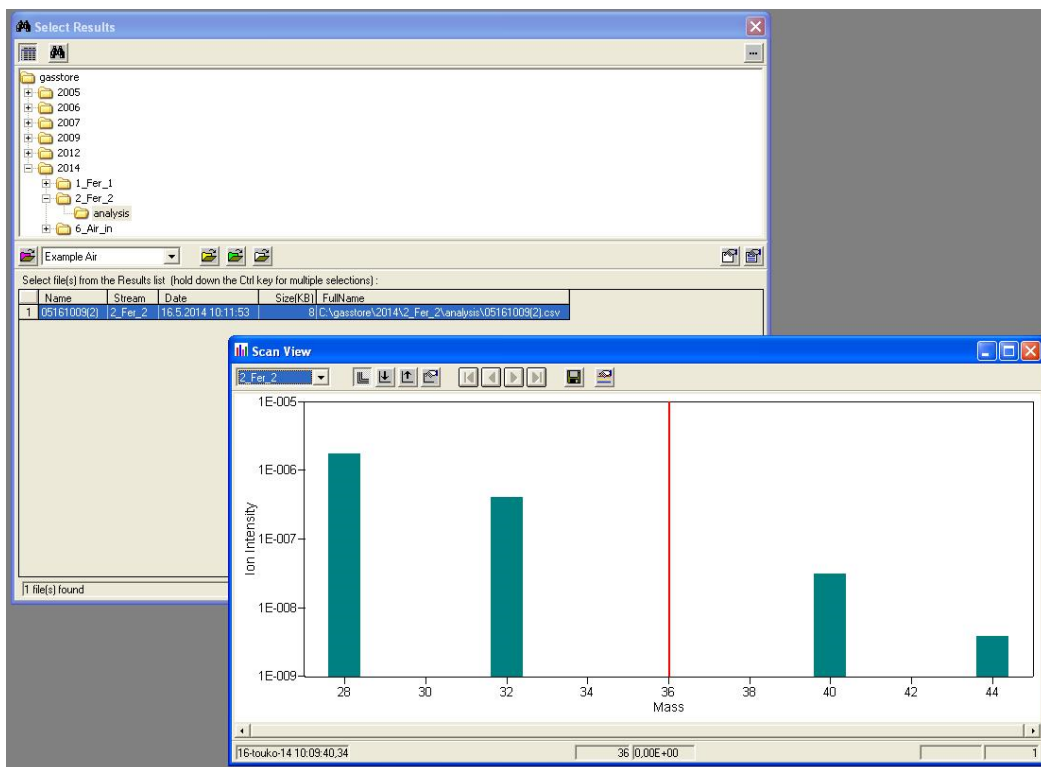 Select Results
gasstore
2005
2006
2007
2009
2012
2014
1_Fer_1
2_Fer_2
analysis
6_Air_in
Example Air
Select file(s) from the Results list (hold down the Ctrl key for multiple selections) :
Name Stream Date Size(KB) FullName
1 05161009(2) 2_Fer_2 16.5.2014 10:11:53 8 C:\gasstore\2014\2_Fer_2\analysis\05161009(2).csv
1 file(s) found
Scan View
2_Fer_2
1E-005
1E-006
1E-007
1E-008
1E-009
Ion Intensity
28 30 32 34 36 38 40 42 44
Mass
16-touko-14 10:09:40,34 36 0,00E+00 1